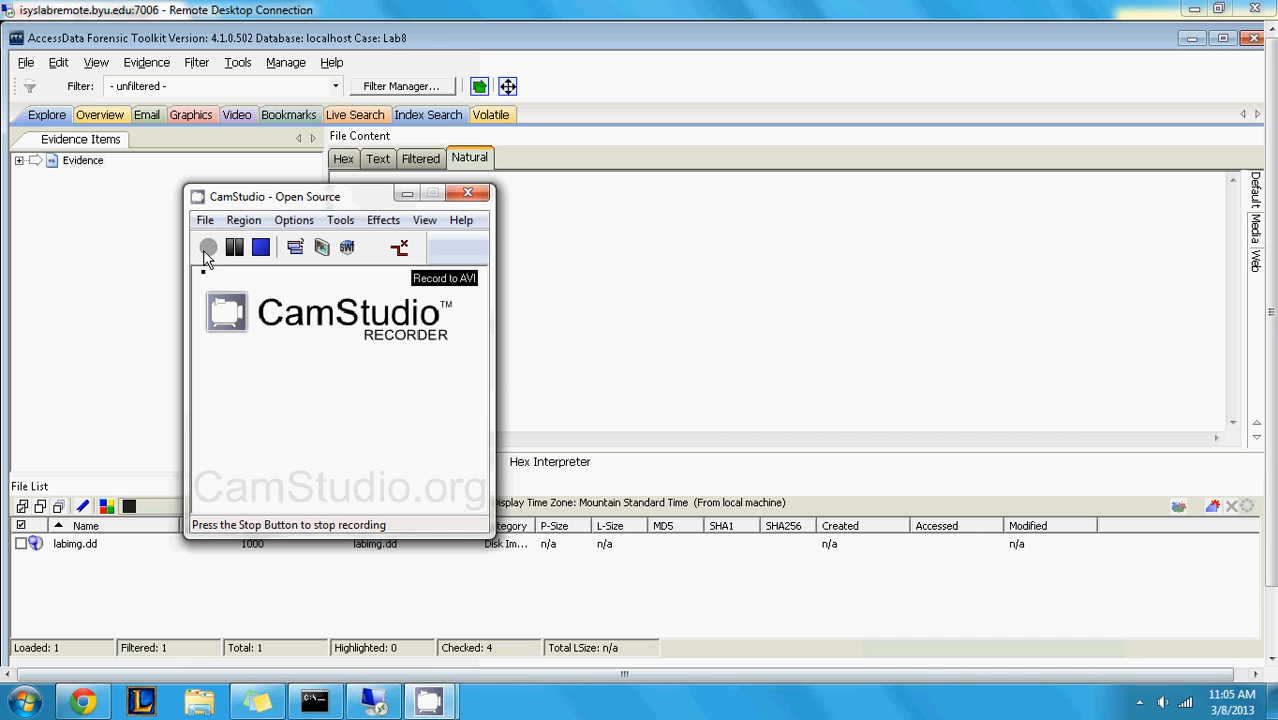 isyslabremote.byu.edu:7006 - Remote Desktop Connection
AccessData Forensic Toolkit Version: 4.1.0.502 Database: localhost Case: Lab8
File Edit View Evidence Filter Tools Manage Help
Filter: - unfiltered - Filter Manager...
Explore Overview Email Graphics Video Bookmarks Live Search Index Search Volatile
Evidence Items
Evidence
File Content
Hex Text Filtered Natural
Default
Media
Web
CamStudio - Open Source
File Region Options Tools Effects View Help
SWF
Record to AVI
CamStudio™
RECORDER
CamStudio.org
Press the Stop Button to stop recording
Hex Interpreter
File List
Display Time Zone: Mountain Standard Time (From local machine)
Name P-Size L-Size MD5 SHA1 SHA256 Created Accessed Modified
labimg.dd 1000 labimg.dd Disk Im... n/a n/a n/a n/a
Loaded: 1 Filtered: 1 Total: 1 Highlighted: 0 Checked: 4 Total LSize: n/a
11:05 AM
3/8/2013